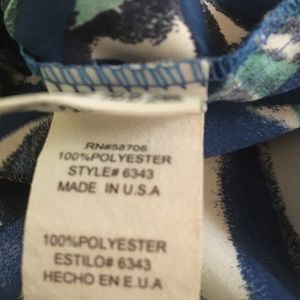 RN#58706
100%POLYESTER
STYLE# 6343
MADE IN U.S.A
100%POLYESTER
ESTILO# 6343
HECHO EN E.U.A